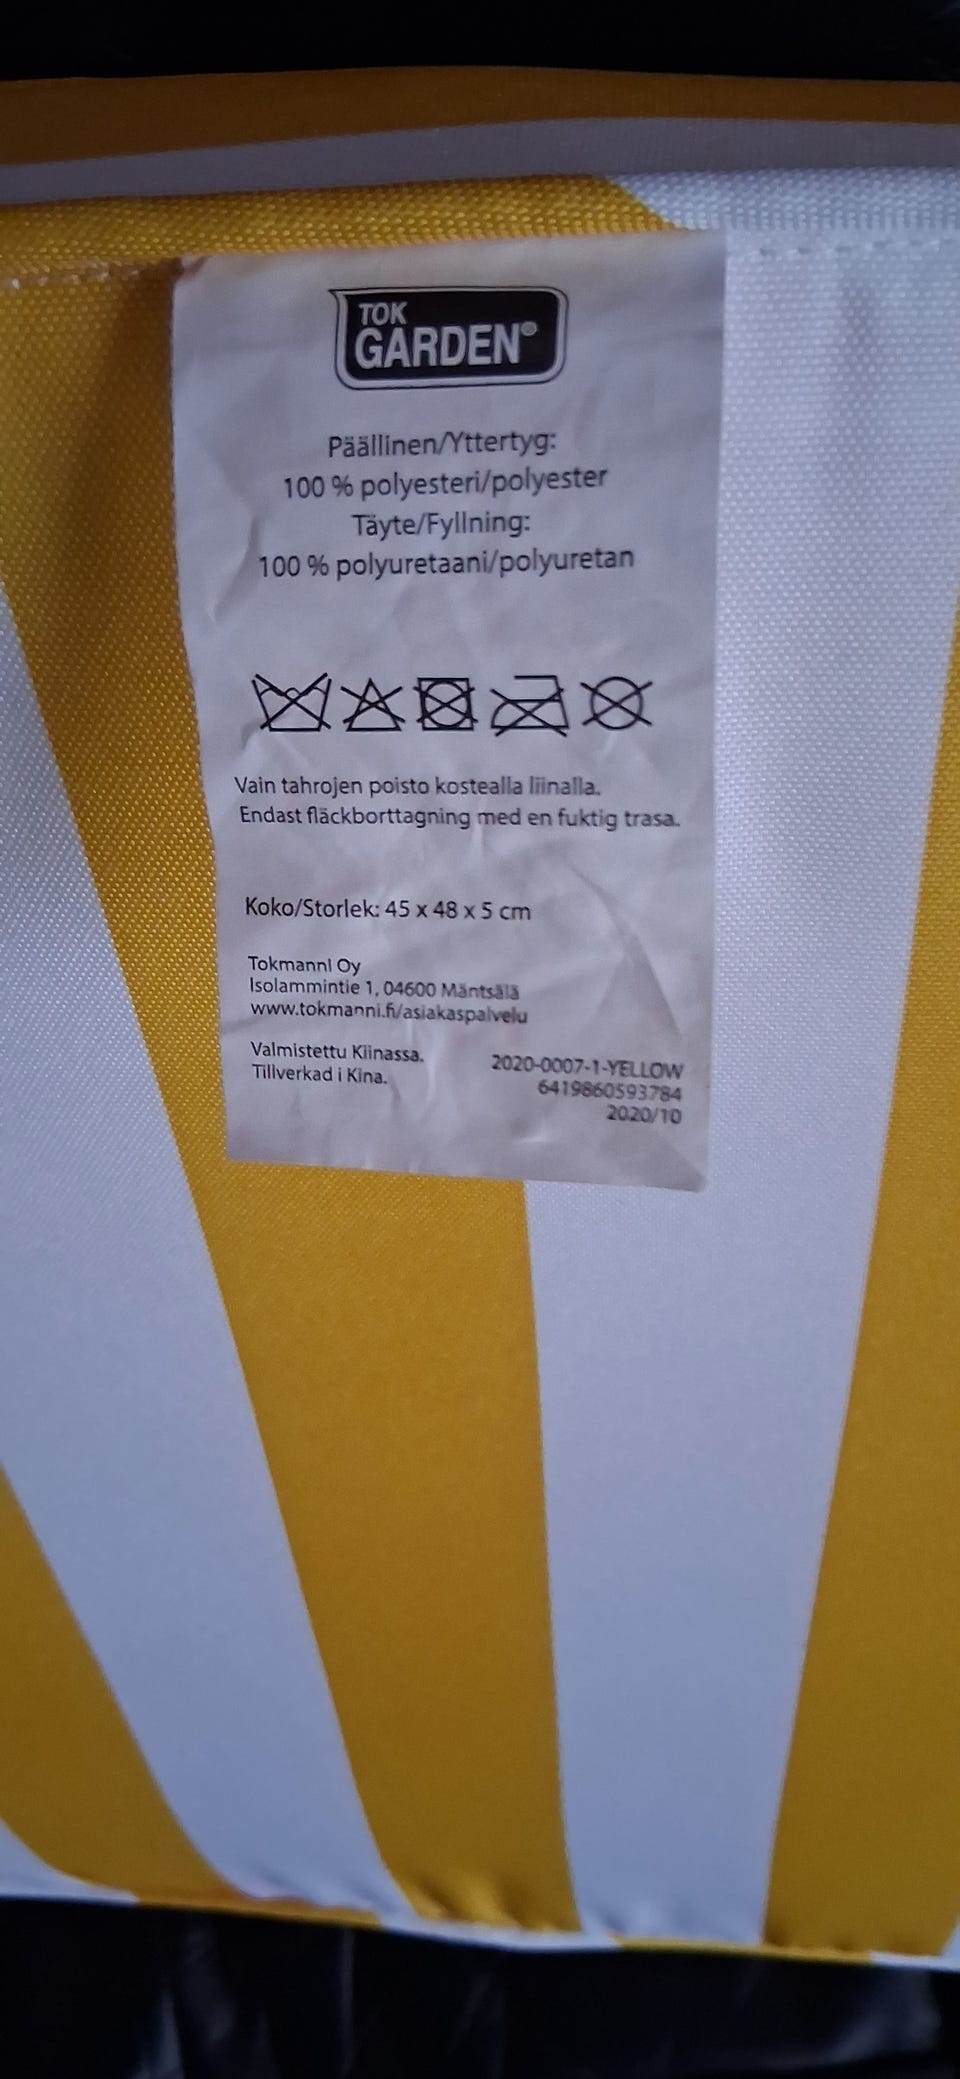 TOK
GARDEN®
Päällinen/Yttertyg:
100 % polyesteri/polyester
Täyte/Fyllning:
100 % polyuretaani/polyuretan
Vain tahrojen poisto kostealla liinalla.
Endast fläckborttagning med en fuktig trasa.
Koko/Storlek: 45 x 48 x 5 cm
Tokmanni Oy
Isolammintie 1, 04600 Mäntsälä
www.tokmanni.fi/asiakaspalvelu
Valmistettu Kiinassa.
Tillverkad i Kina.
2020-0007-1-YELLOW
6419860593784
2020/10